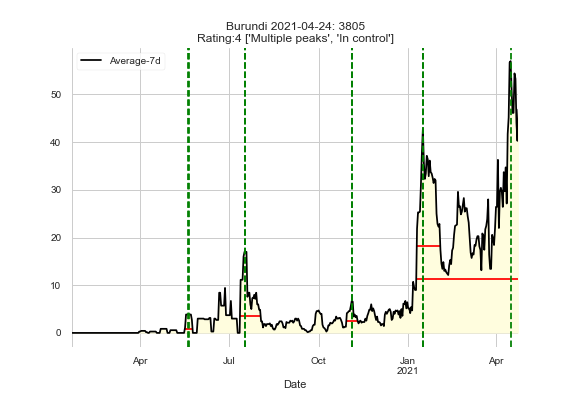 Burundi 2021-04-24: 3805
Rating:4 ['Multiple peaks', 'In control']
Average-7d
50
40
30
20
10
0
Apr
Jul
Oct
Jan
2021
Apr
Date